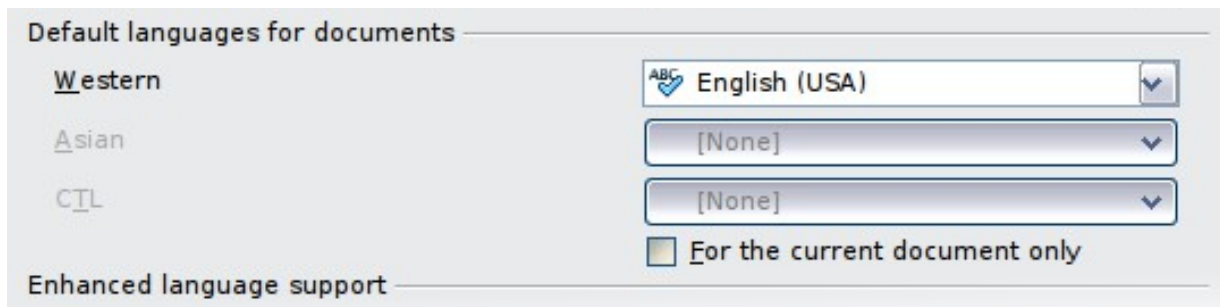 Default languages for documents
Western ABC English (USA)
Asian [None]
CTL [None]
For the current document only
Enhanced language support